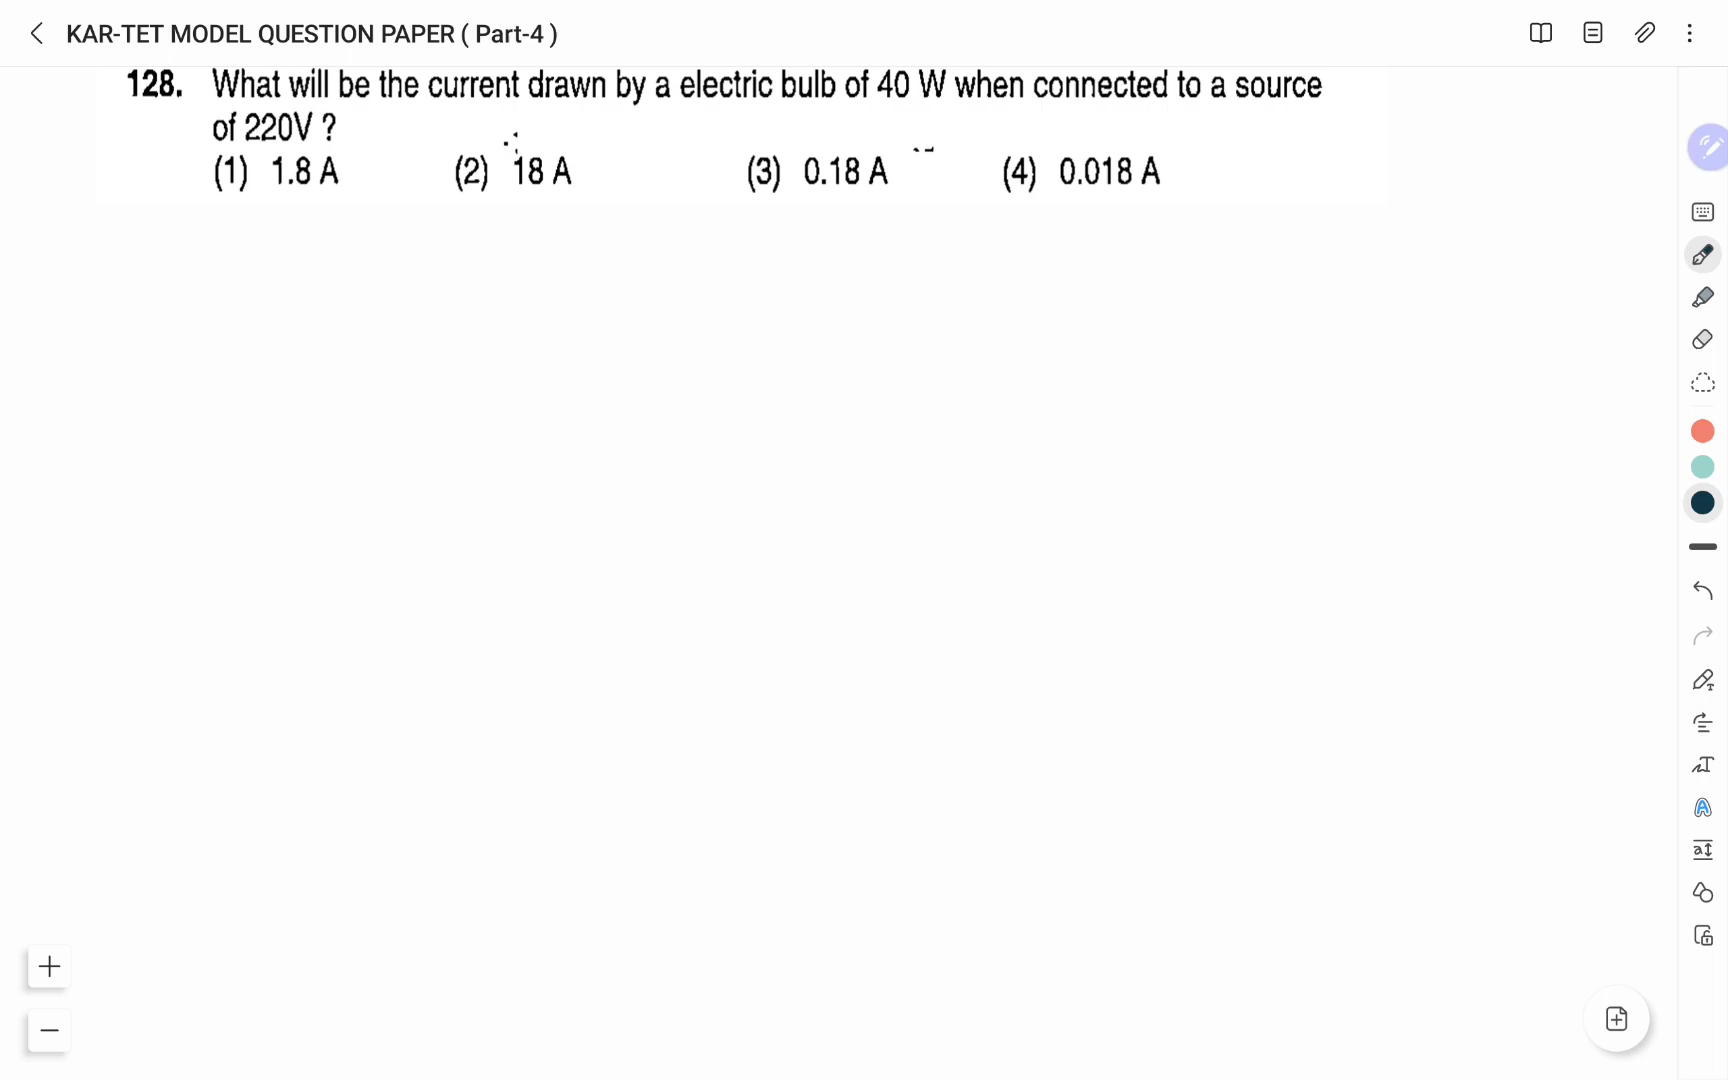 KAR-TET MODEL QUESTION PAPER ( Part-4 )
128. What will be the current drawn by a electric bulb of 40 W when connected to a source
of 220V ?
(1) 1.8 A (2) 18 A (3) 0.18 A (4) 0.018 A